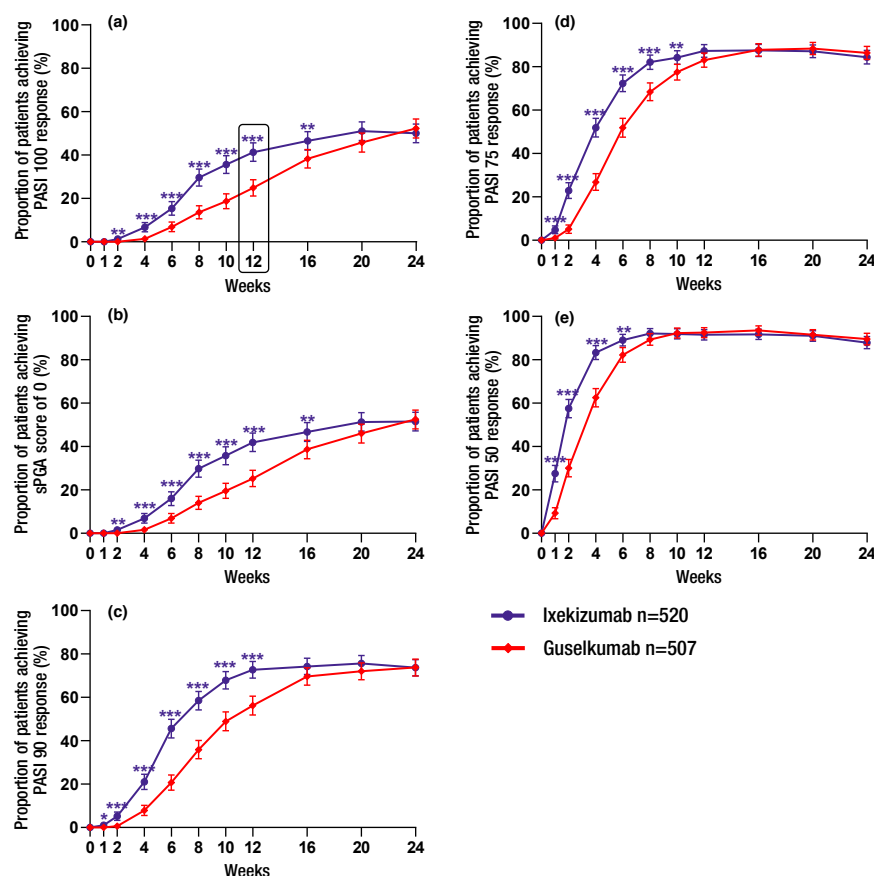 (a)
Proportion of patients achieving
PASI 100 response (%)
100
80
60
40
20
0
** *** *** *** *** *** **
0 1 2 4 6 8 10 12 16 20 24
Weeks
(b)
Proportion of patients achieving
sPGA score of 0 (%)
100
80
60
40
20
0
** *** *** *** *** *** **
0 1 2 4 6 8 10 12 16 20 24
Weeks
(c)
Proportion of patients achieving
PASI 90 response (%)
100
80
60
40
20
0
* *** *** *** *** *** ***
0 1 2 4 6 8 10 12 16 20 24
Weeks
(d)
Proportion of patients achieving
PASI 75 response (%)
100
80
60
40
20
0
*** *** *** *** *** **
0 1 2 4 6 8 10 12 16 20 24
Weeks
(e)
Proportion of patients achieving
PASI 50 response (%)
100
80
60
40
20
0
*** *** *** **
0 1 2 4 6 8 10 12 16 20 24
Weeks
Ixekizumab n=520
Guselkumab n=507